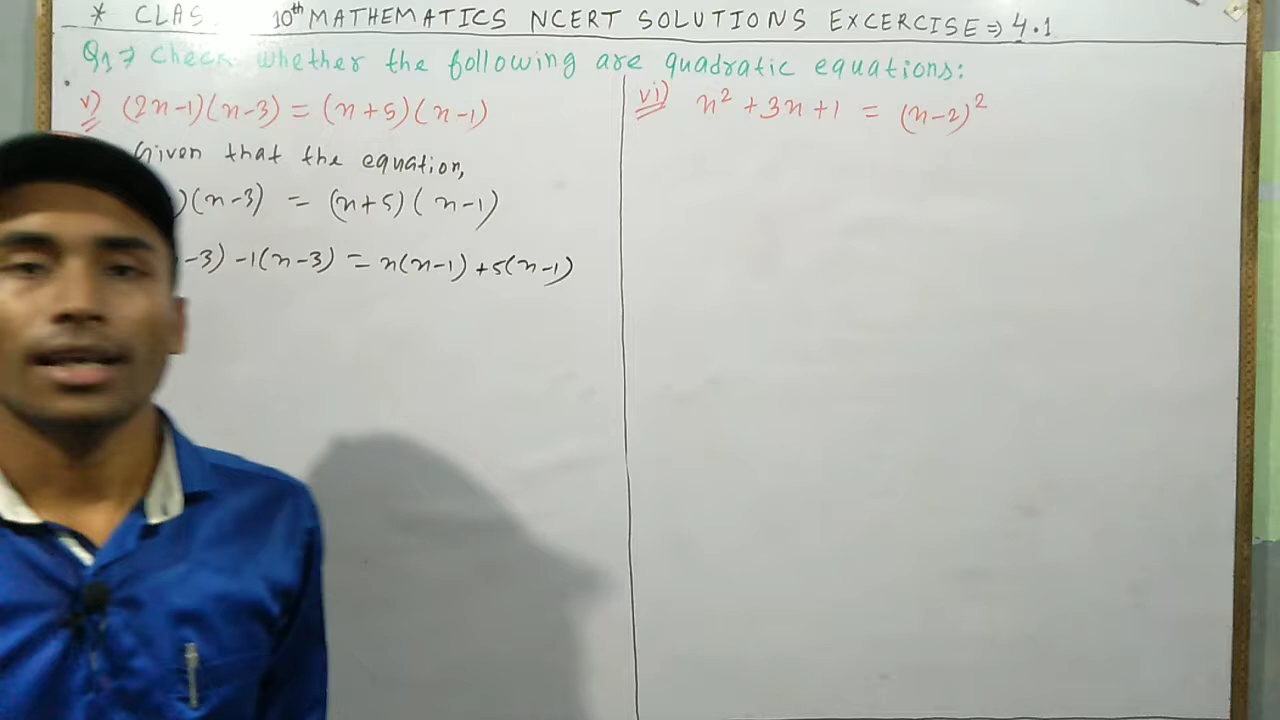 * CLAS 10th MATHEMATICS NCERT SOLUTIONS EXCERCISE ⇒ 4.1
Q1 → Check whether the following are quadratic equations:
v) (2x-1)(x-3) = (x+5)(x-1)
Given that the equation,
)(x-3) = (x+5)(x-1)
-3) -1(x-3) = x(x-1) +5(x-1)
vi) x² +3x+1 = (x-2)²